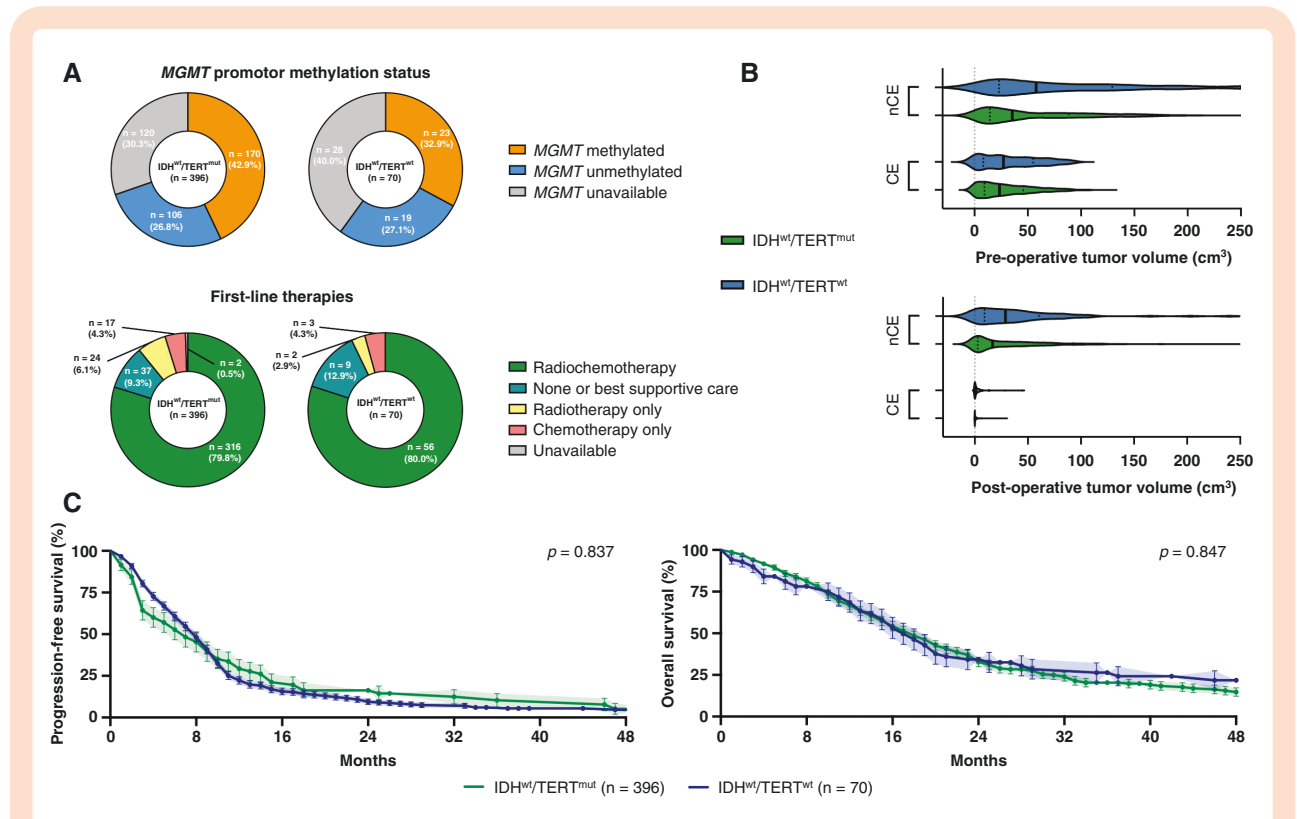 A
MGMT promotor methylation status
n = 120
(30.3%)
n = 170
(42.9%)
n = 106
(26.8%)
IDHwt/TERTmut
(n = 396)
n = 23
(32.9%)
n = 28
(40.0%)
n = 19
(27.1%)
IDHwt/TERTwt
(n = 70)
MGMT methylated
MGMT unmethylated
MGMT unavailable
First-line therapies
n = 17
(4.3%)
n = 24
(6.1%)
n = 37
(9.3%)
n = 2
(0.5%)
IDHwt/TERTmut
(n = 396)
n = 316
(79.8%)
n = 3
(4.3%)
n = 2
(2.9%)
n = 9
(12.9%)
IDHwt/TERTwt
(n = 70)
n = 56
(80.0%)
Radiochemotherapy
None or best supportive care
Radiotherapy only
Chemotherapy only
Unavailable
B
nCE
CE
0 50 100 150 200 250
Pre-operative tumor volume (cm3)
IDHwt/TERTmut
IDHwt/TERTwt
nCE
CE
0 50 100 150 200 250
Post-operative tumor volume (cm3)
C
Progression-free survival (%)
100
75
50
25
0
p = 0.837
0 8 16 24 32 40 48
Months
Overall survival (%)
100
75
50
25
0
p = 0.847
0 8 16 24 32 40 48
Months
IDHwt/TERTmut (n = 396)
IDHwt/TERTwt (n = 70)